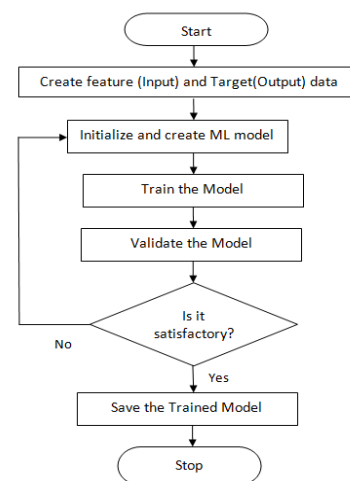 Start
Create feature (Input) and Target(Output) data
Initialize and create ML model
Train the Model
Validate the Model
Is it
satisfactory?
No
Yes
Save the Trained Model
Stop